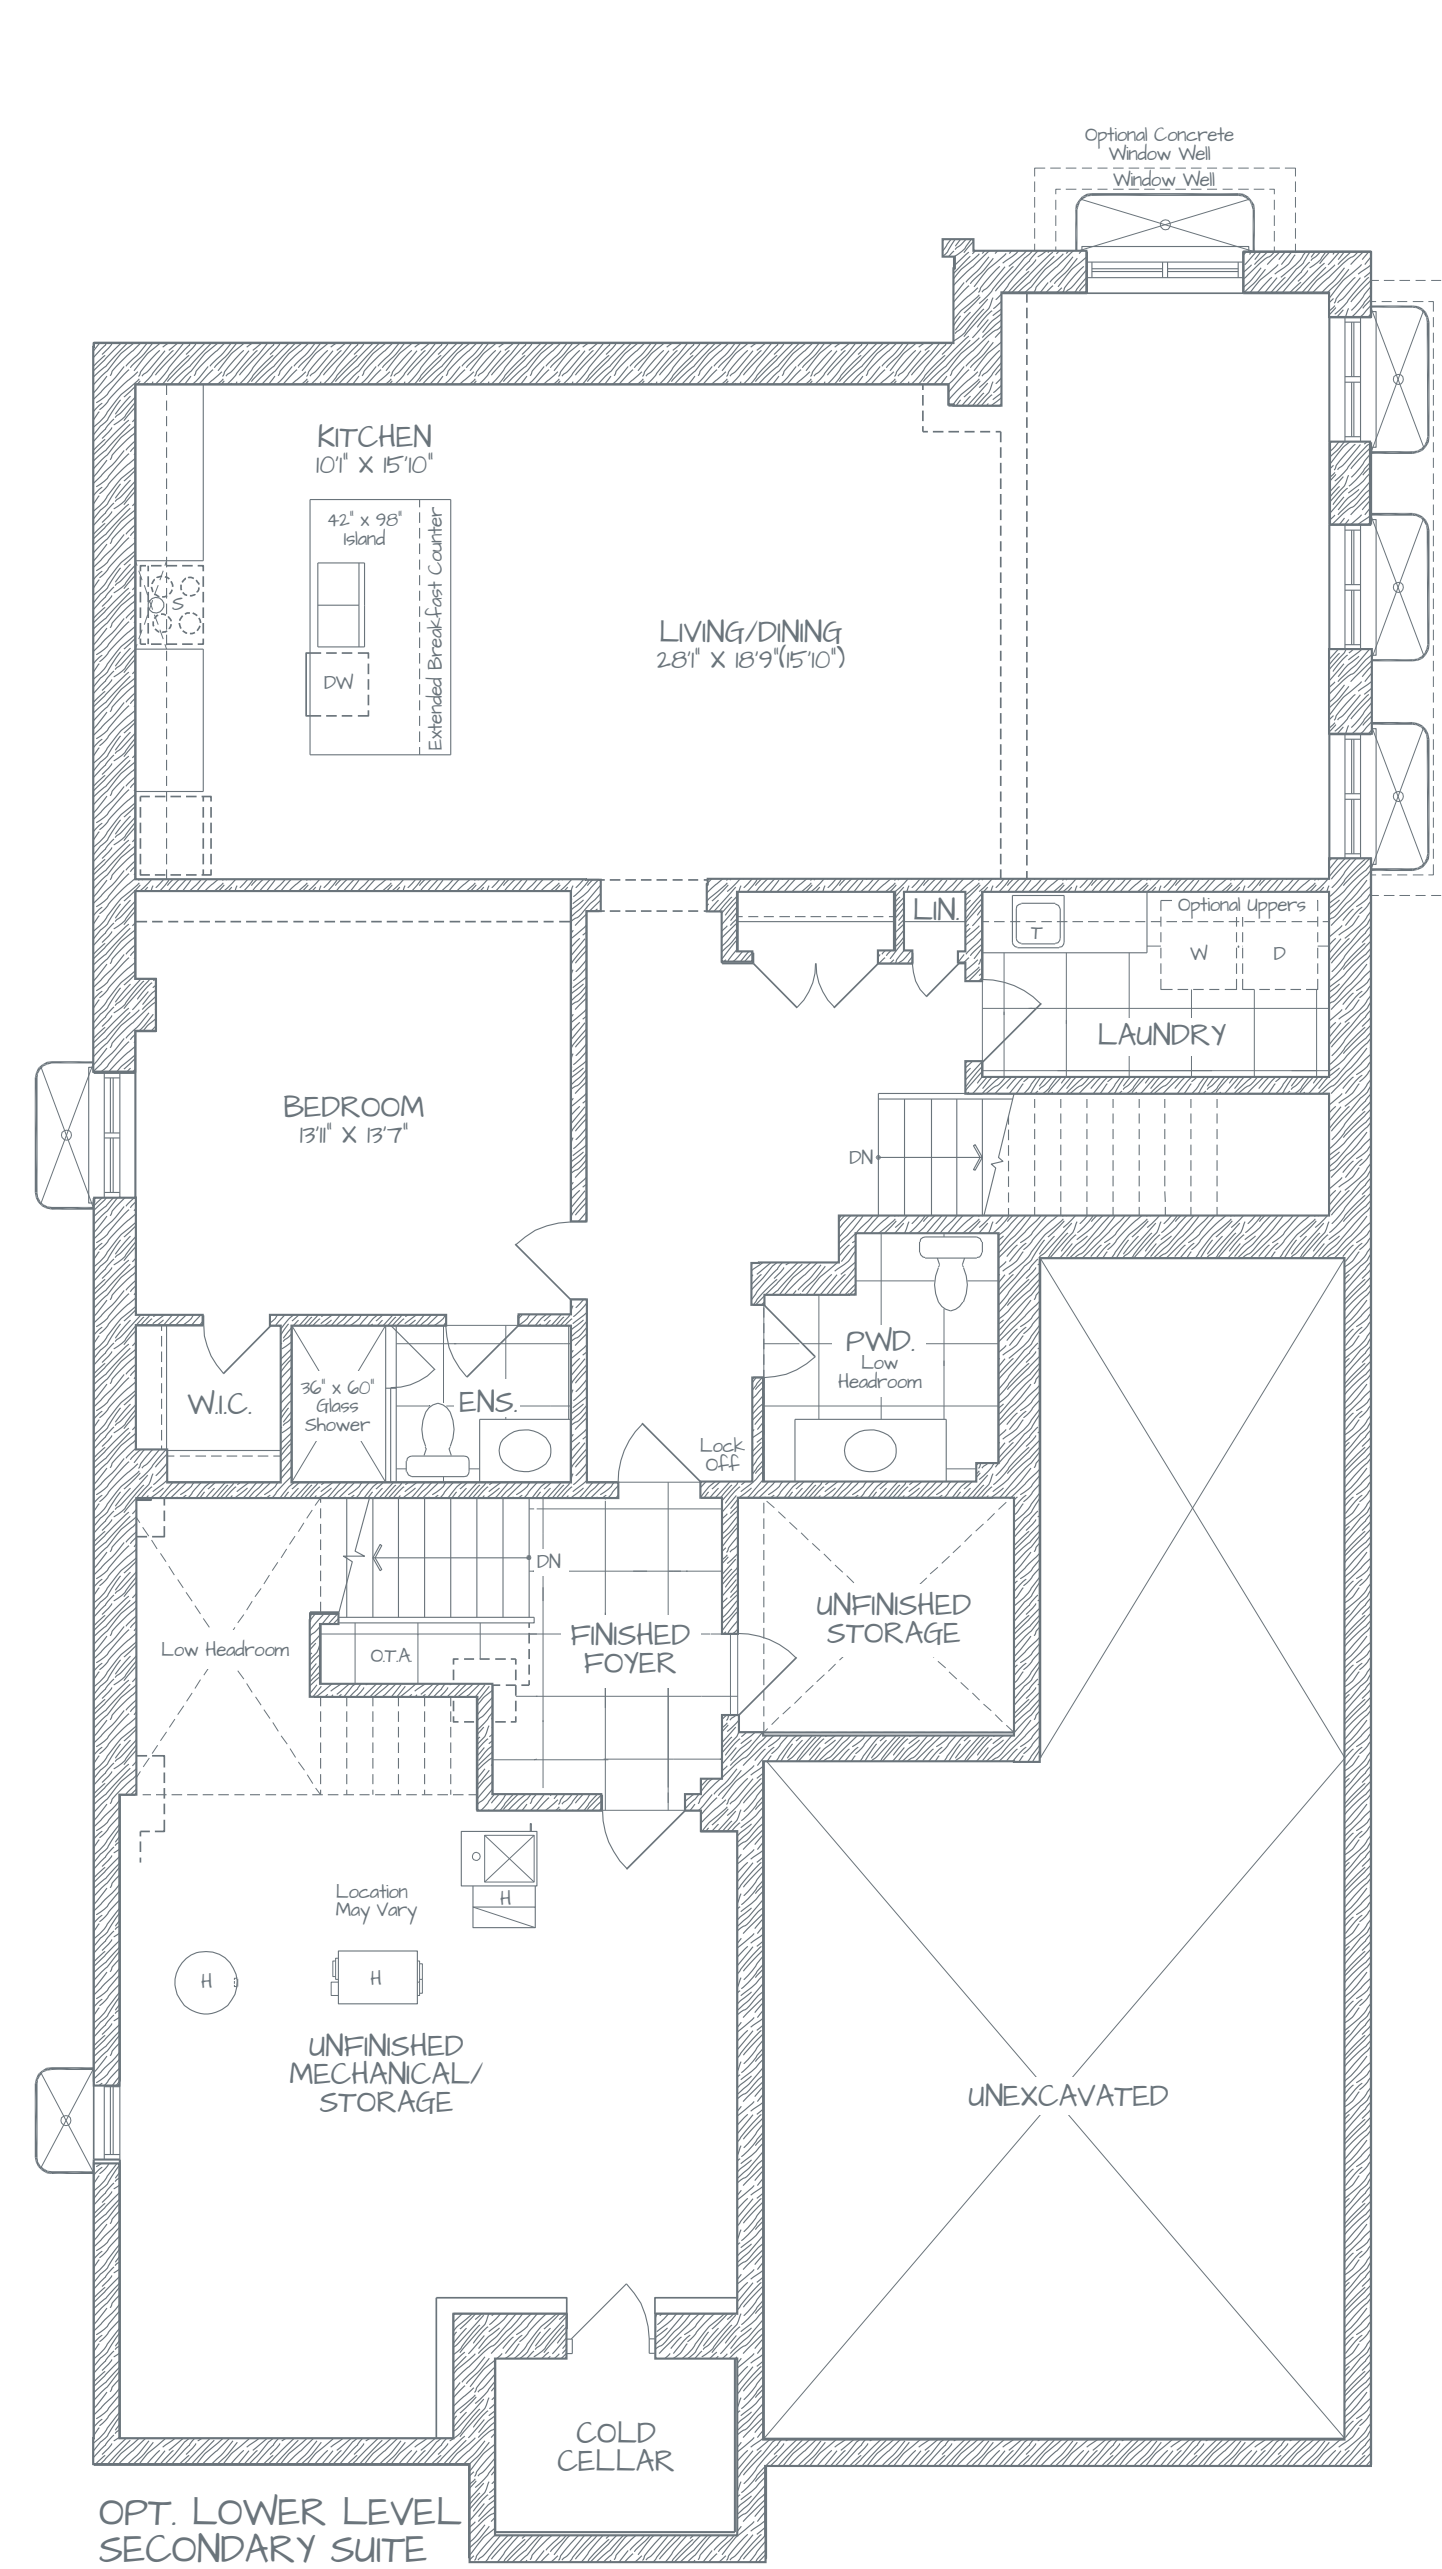 Optional Concrete
Window Well
Window Well
KITCHEN
10'1" X 15'10"
42" x 98"
Island
Extended Breakfast Counter
S
DW
LIVING/DINING
28'1" X 18'9"(15'10")
LIN.
T
Optional Uppers
W
D
LAUNDRY
BEDROOM
13'11" X 13'7"
DN
PWD.
Low
Headroom
W.I.C.
36" x 60"
Glass
Shower
ENS.
Lock
Off
DN
Low Headroom
O.T.A.
FINISHED
FOYER
UNFINISHED
STORAGE
Location
May Vary
H
H
H
UNFINISHED
MECHANICAL/
STORAGE
UNEXCAVATED
COLD
CELLAR
OPT. LOWER LEVEL
SECONDARY SUITE